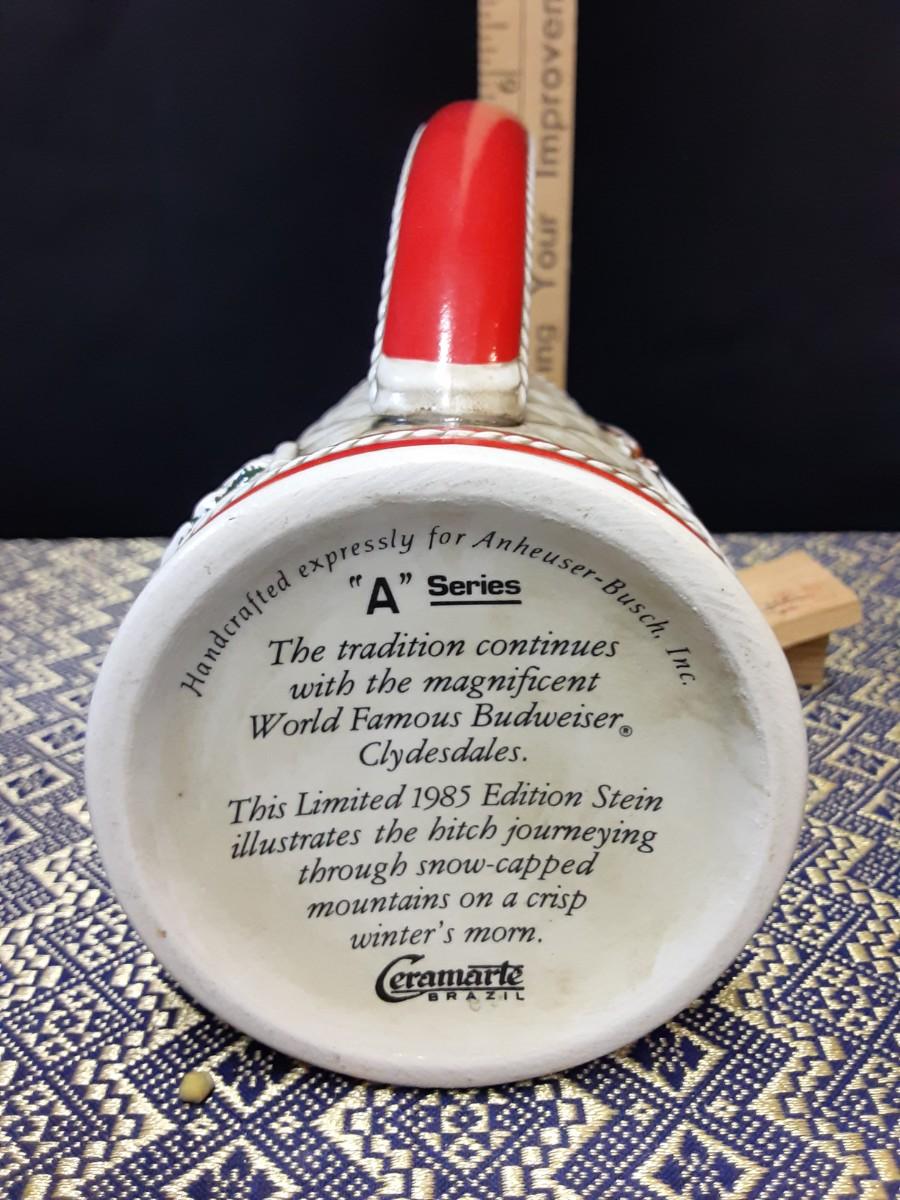 6
ing Your Improven
Handcrafted expressly for Anheuser-Busch, Inc.
"A" Series
The tradition continues
with the magnificent
World Famous Budweiser®
Clydesdales.
This Limited 1985 Edition Stein
illustrates the hitch journeying
through snow-capped
mountains on a crisp
winter's morn.
Ceramarte
BRAZIL